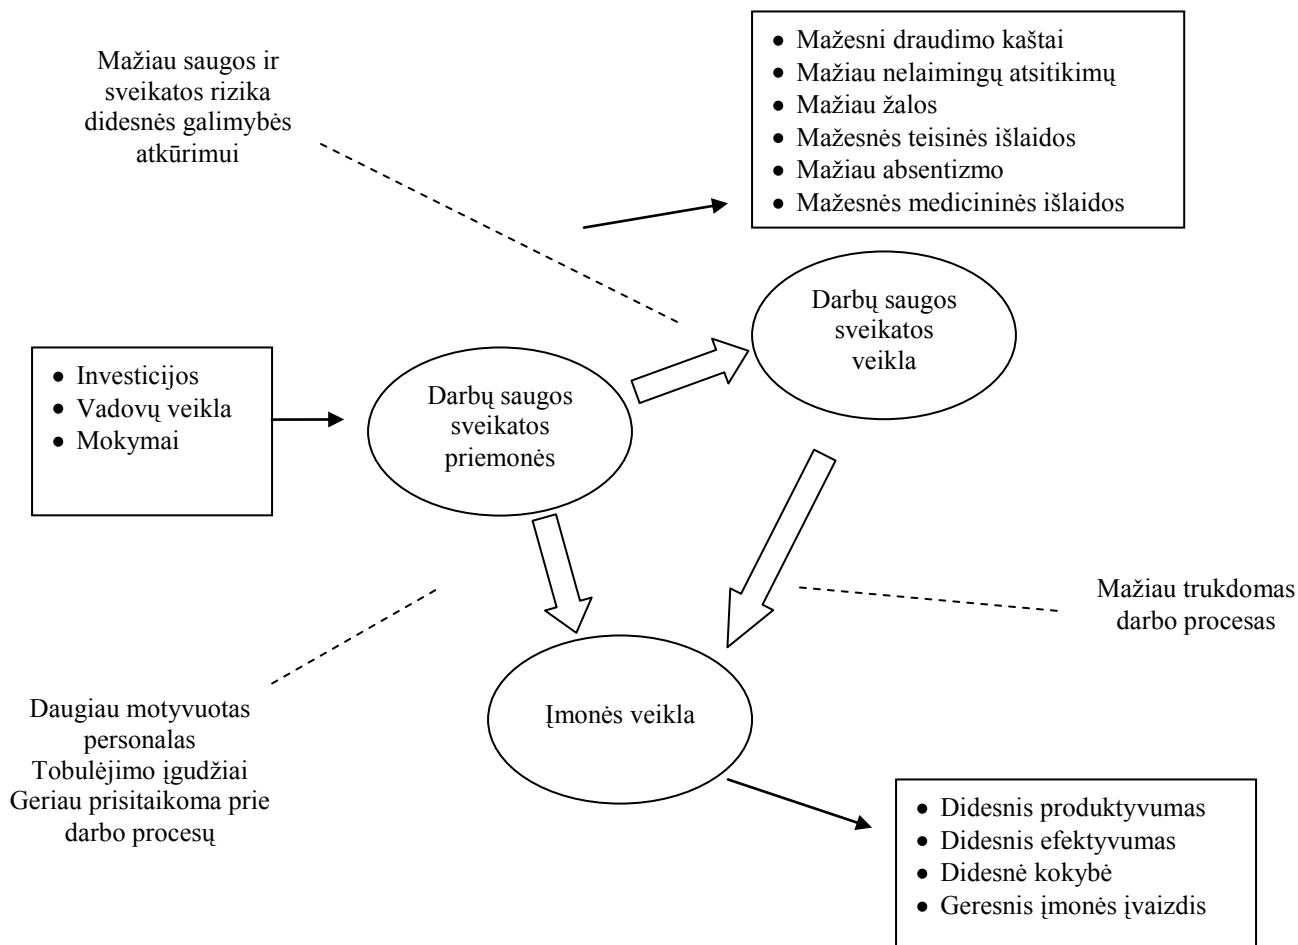 Mažiau saugos ir
sveikatos rizika
didesnės galimybės
atkūrimui
• Mažesni draudimo kaštai
• Mažiau nelaimingų atsitikimų
• Mažiau žalos
• Mažesnės teisinės išlaidos
• Mažiau absentizmo
• Mažesnės medicininės išlaidos
Darbų saugos
sveikatos
veikla
• Investicijos
• Vadovų veikla
• Mokymai
Darbų saugos
sveikatos
priemonės
Mažiau trukdomas
darbo procesas
Daugiau motyvuotas
personalas
Tobulėjimo įgudžiai
Geriau prisitaikoma prie
darbo procesų
Įmonės veikla
• Didesnis produktyvumas
• Didesnis efektyvumas
• Didesnė kokybė
• Geresnis įmonės įvaizdis